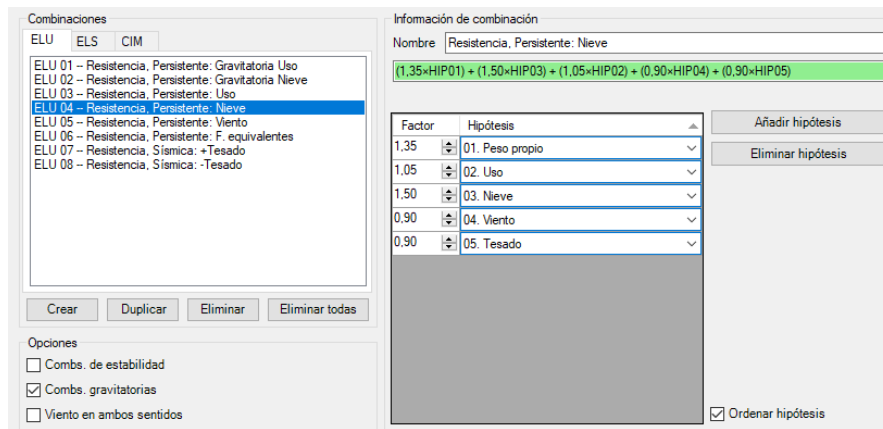 Combinaciones
ELU ELS CIM
ELU 01 -- Resistencia, Persistente: Gravitatoria Uso
ELU 02 -- Resistencia, Persistente: Gravitatoria Nieve
ELU 03 -- Resistencia, Persistente: Uso
ELU 04 -- Resistencia, Persistente: Nieve
ELU 05 -- Resistencia, Persistente: Viento
ELU 06 -- Resistencia, Persistente: F. equivalentes
ELU 07 -- Resistencia, Sísmica: +Tesado
ELU 08 -- Resistencia, Sísmica: -Tesado
Crear Duplicar Eliminar Eliminar todas
Opciones
Combs. de estabilidad
Combs. gravitatorias
Viento en ambos sentidos
Información de combinación
Nombre Resistencia, Persistente: Nieve
(1,35×HIP01) + (1,50×HIP03) + (1,05×HIP02) + (0,90×HIP04) + (0,90×HIP05)
Factor Hipótesis
1,35 01. Peso propio
1,05 02. Uso
1,50 03. Nieve
0,90 04. Viento
0,90 05. Tesado
Añadir hipótesis
Eliminar hipótesis
Ordenar hipótesis